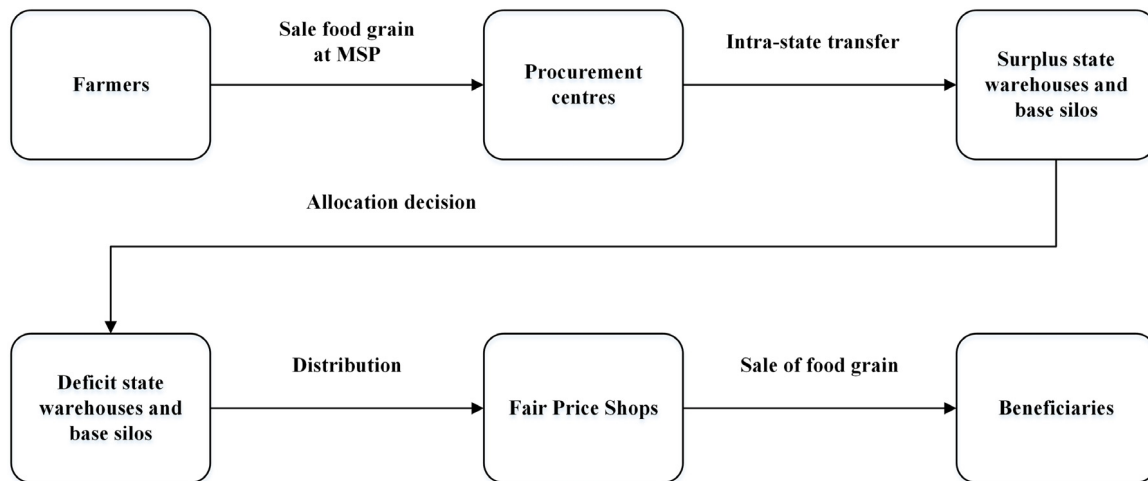 Farmers
Sale food grain
at MSP
Procurement
centres
Intra-state transfer
Surplus state
warehouses and
base silos
Allocation decision
Deficit state
warehouses and
base silos
Distribution
Fair Price Shops
Sale of food grain
Beneficiaries